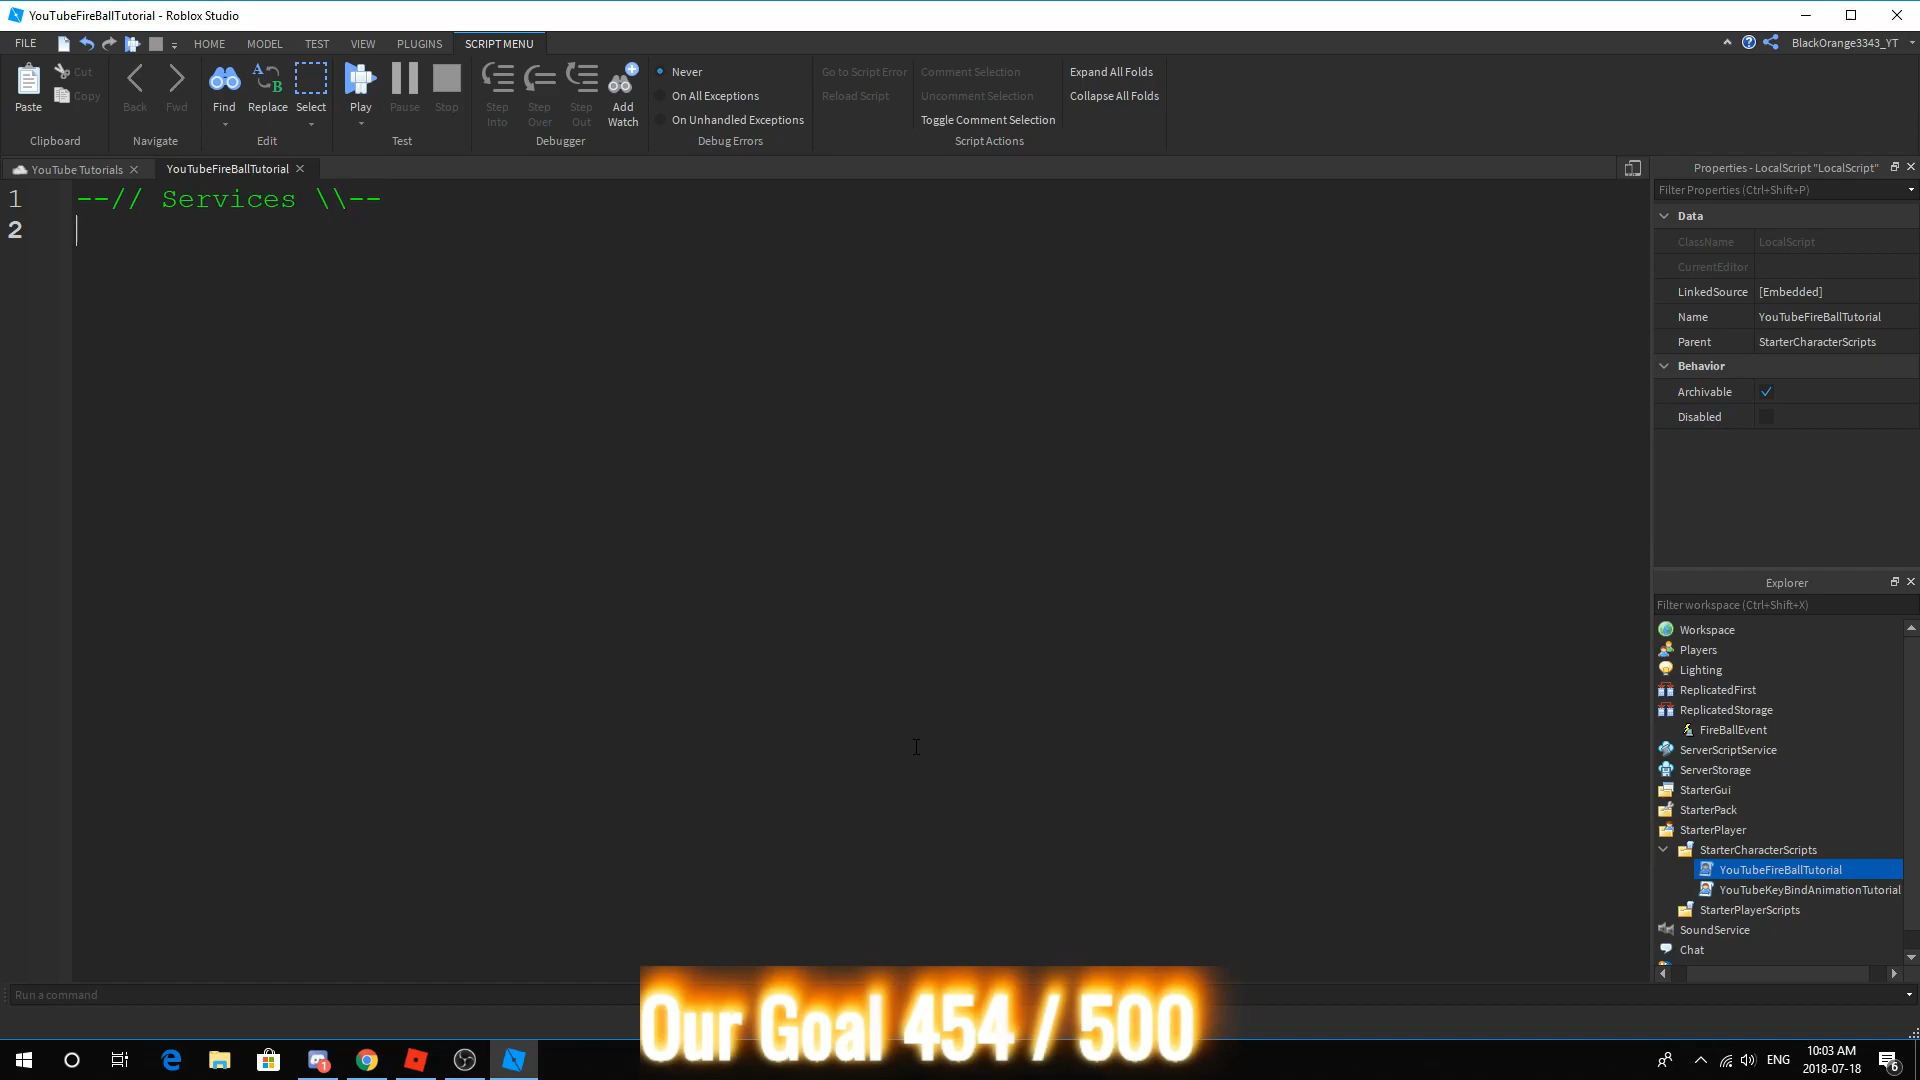 YouTubeFireBallTutorial - Roblox Studio
FILE HOME MODEL TEST VIEW PLUGINS SCRIPT MENU BlackOrange3343_YT
Paste Cut Copy Back Fwd Find Replace Select Play Pause Stop Step Into Step Over Step Out Add Watch
Never
On All Exceptions
On Unhandled Exceptions
Go to Script Error
Reload Script
Comment Selection
Uncomment Selection
Toggle Comment Selection
Expand All Folds
Collapse All Folds
Clipboard Navigate Edit Test Debugger Debug Errors Script Actions
YouTube Tutorials YouTubeFireBallTutorial
1 --// Services \\--
2
Properties - LocalScript "LocalScript"
Filter Properties (Ctrl+Shift+P)
Data
ClassName LocalScript
CurrentEditor
LinkedSource [Embedded]
Name YouTubeFireBallTutorial
Parent StarterCharacterScripts
Behavior
Archivable
Disabled
Explorer
Filter workspace (Ctrl+Shift+X)
Workspace
Players
Lighting
ReplicatedFirst
ReplicatedStorage
FireBallEvent
ServerScriptService
ServerStorage
StarterGui
StarterPack
StarterPlayer
StarterCharacterScripts
YouTubeFireBallTutorial
YouTubeKeyBindAnimationTutorial
StarterPlayerScripts
SoundService
Chat
Run a command
Our Goal 454 / 500
1
ENG
10:03 AM
2018-07-18
6